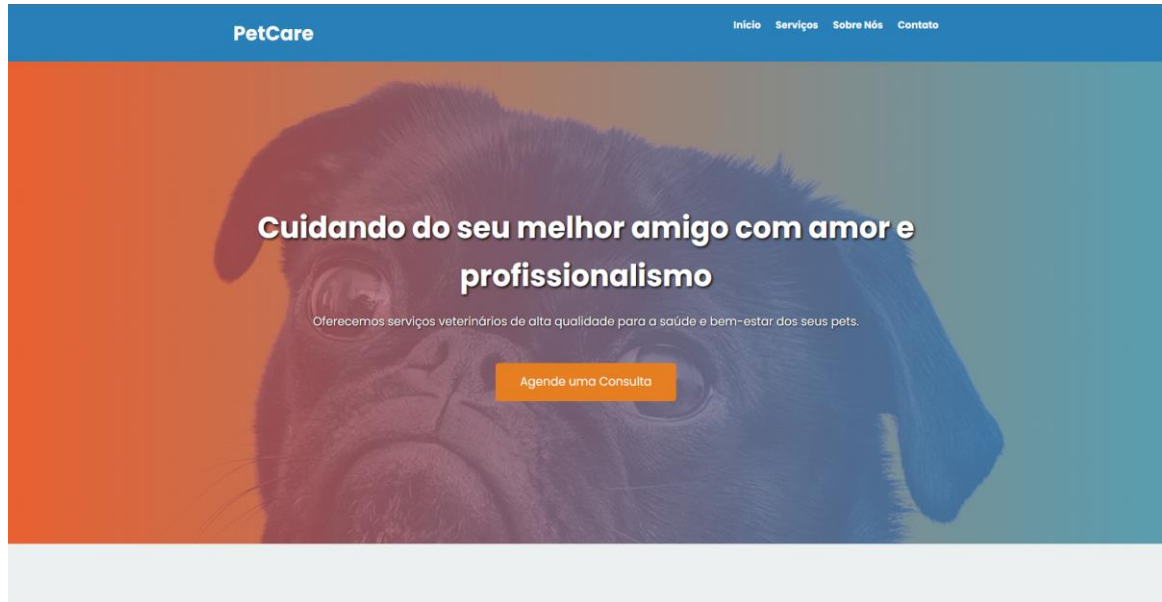 PetCare
Início Serviços Sobre Nós Contato
Cuidando do seu melhor amigo com amor e
profissionalismo
Oferecemos serviços veterinários de alta qualidade para a saúde e bem-estar dos seus pets.
Agende uma Consulta